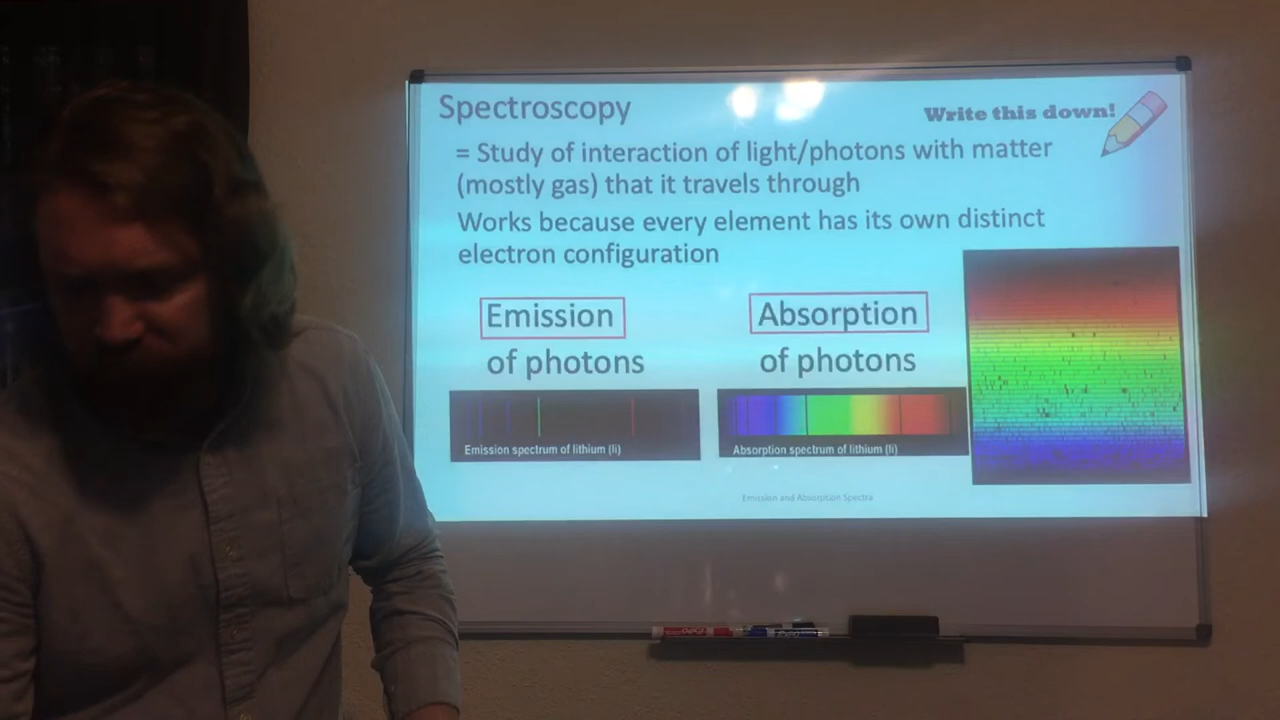 Spectroscopy
Write this down!
= Study of interaction of light/photons with matter
(mostly gas) that it travels through
Works because every element has its own distinct
electron configuration
Emission
of photons
Absorption
of photons
Emission spectrum of lithium (li)
Absorption spectrum of lithium (li)
Emission and Absorption Spectra